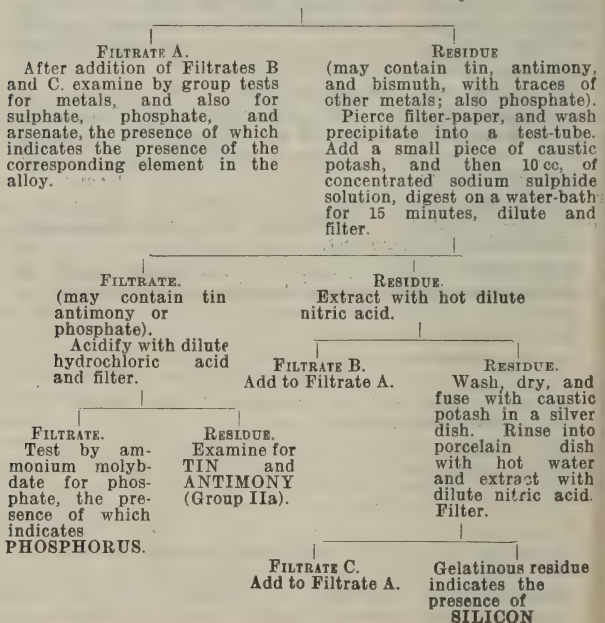 FILTRATE A.
After addition of Filtrates B
and C. examine by group tests
for metals, and also for
sulphate, phosphate, and
arsenate, the presence of which
indicates the presence of the
corresponding element in the
alloy.
RESIDUE
(may contain tin, antimony,
and bismuth, with traces of
other metals; also phosphate).
Pierce filter-paper, and wash
precipitate into a test-tube.
Add a small piece of caustic
potash, and then 10 cc, of
concentrated sodium sulphide
solution, digest on a water-bath
for 15 minutes, dilute and
filter.
FILTRATE.
(may contain tin
antimony or
phosphate).
Acidify with dilute
hydrochloric acid
and filter.
RESIDUE.
Extract with hot dilute
nitric acid.
FILTRATE.
Test by am-
monium molyb-
date for phos-
phate, the pre-
sence of which
indicates
PHOSPHORUS.
RESIDUE.
Examine for
TIN and
ANTIMONY
(Group IIa).
FILTRATE B.
Add to Filtrate A.
RESIDUE.
Wash, dry, and
fuse with caustic
potash in a silver
dish. Rinse into
porcelain dish
with hot water
and extract with
dilute nitric acid.
Filter.
FILTRATE C.
Add to Filtrate A.
Gelatinous residue
indicates the
presence of
SILICON